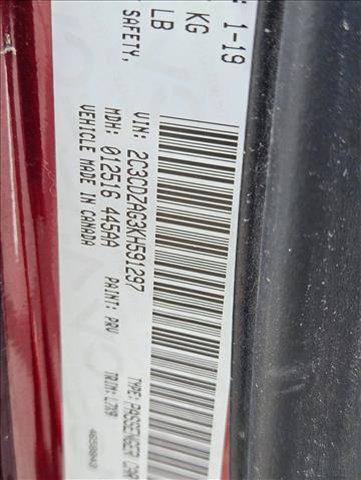 : 1-19
KG
LB
SAFETY,
VIN: 2C3CDZAG3KH591297
TYPE: PASSENGER CAR
MDH: 012516 445AA
PAINT: PRV
TRIM: L7X9
VEHICLE MADE IN CANADA